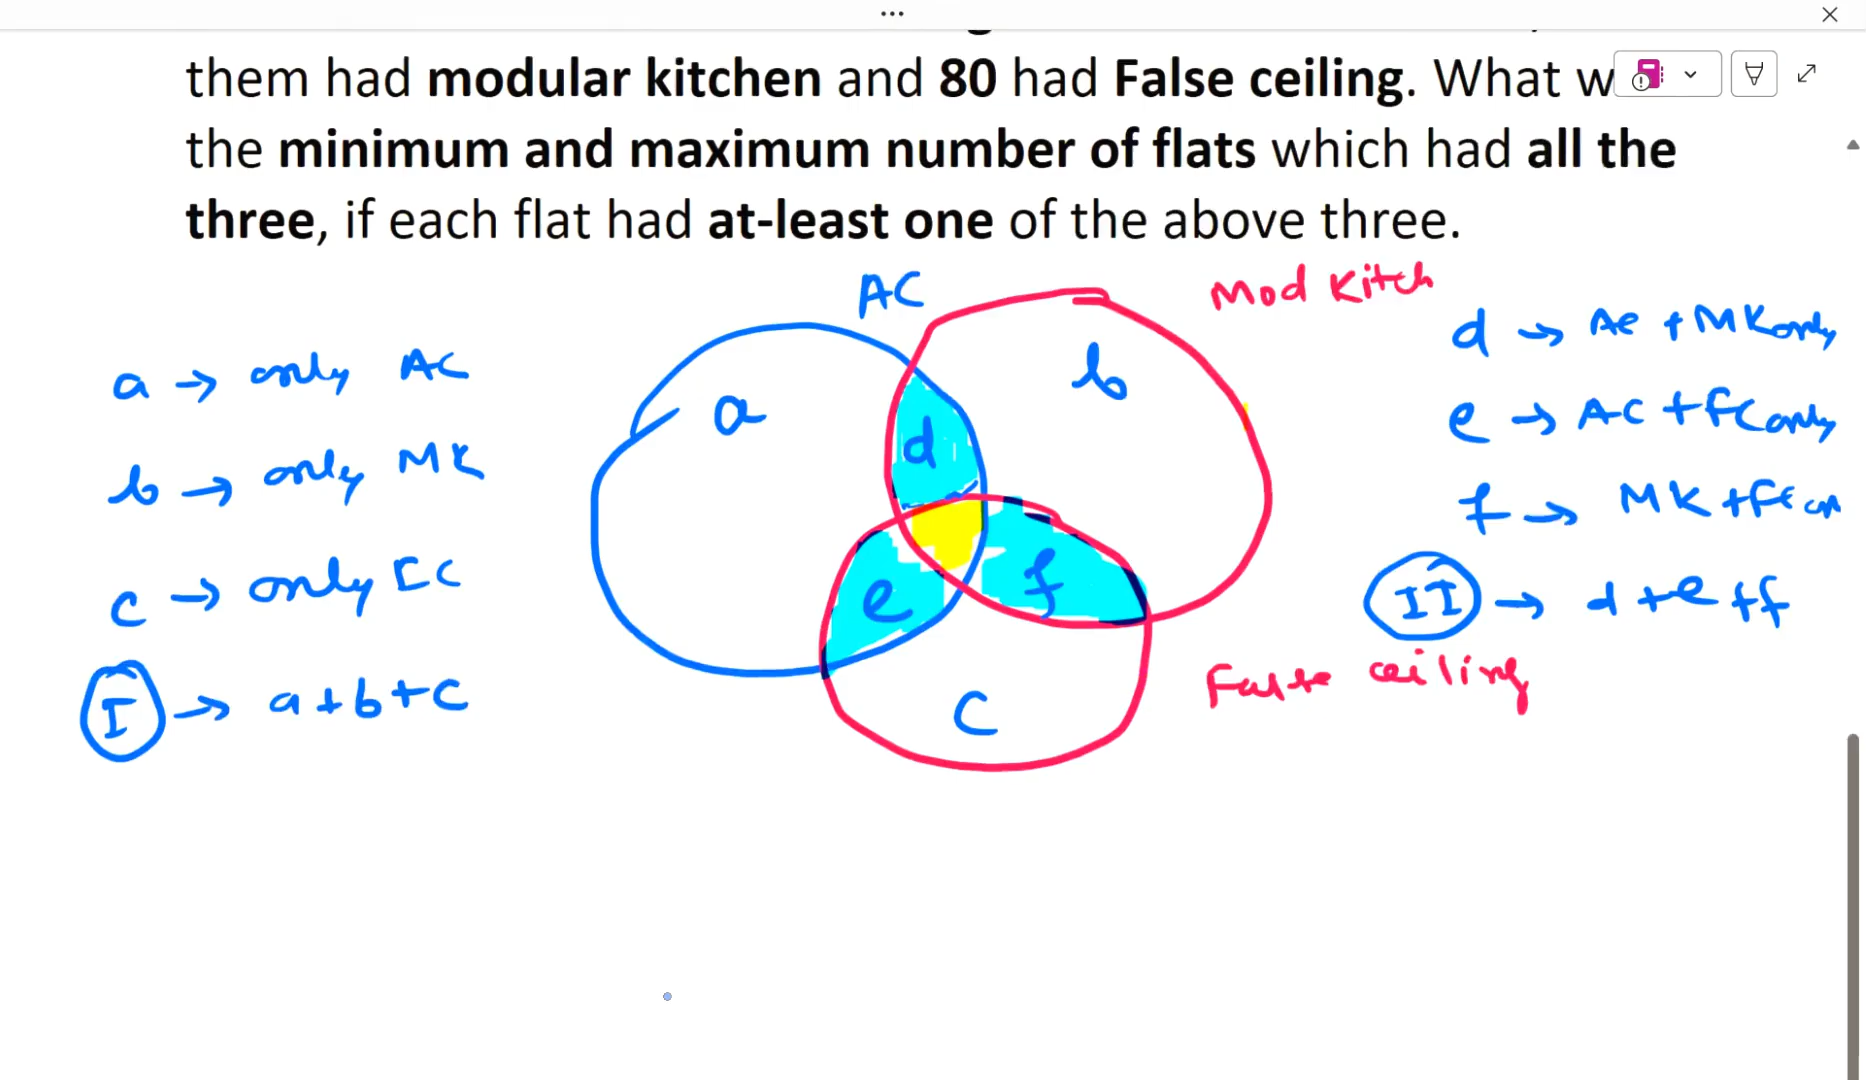 them had modular kitchen and 80 had False ceiling. What w
the minimum and maximum number of flats which had all the
three, if each flat had at-least one of the above three.
AC
Mod Kitch
a → only AC
b → only MK
c → only FC
I → a+b+c
a
b
d
e
f
C
d → AC + MK only
e → AC + FC only
f → MK + FC on
II → d+e+f
False ceiling